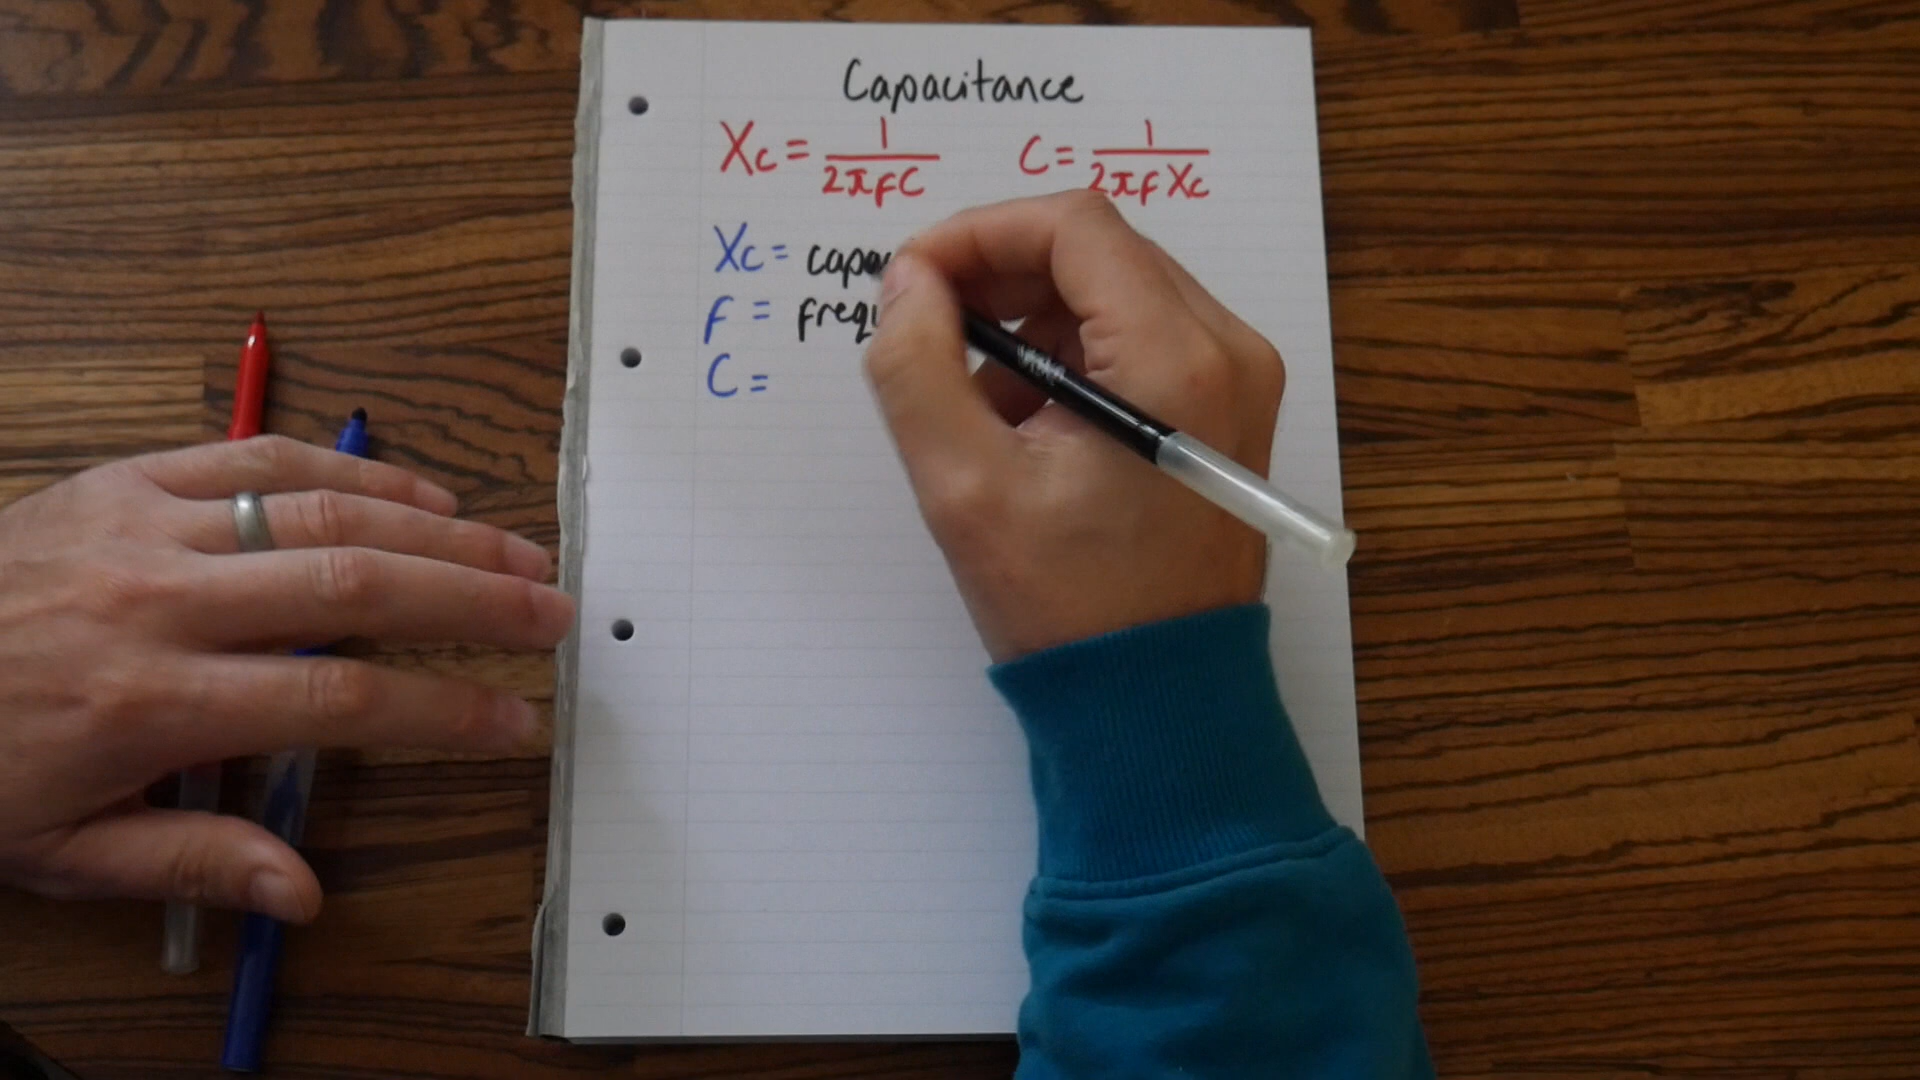 Capacitance
Xc = 1/2πfC   C = 1/2πfXc
Xc =
f =
C =